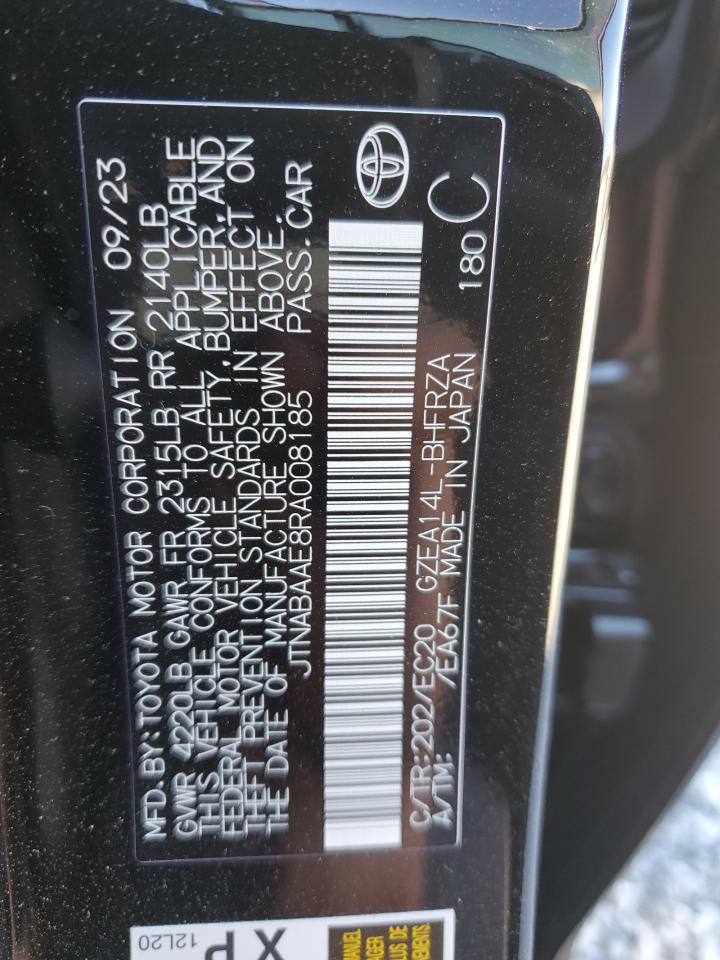 MFD.BY:TOYOTA MOTOR CORPORATION 09/23
GVWR 4220LB GAWR FR 2315LB RR 2140LB
THIS VEHICLE CONFORMS TO ALL APPLICABLE
FEDERAL MOTOR VEHICLE SAFETY, BUMPER, AND
THEFT PREVENTION STANDARDS IN EFFECT ON
THE DATE OF MANUFACTURE SHOWN ABOVE.
JTNABAAE8RA008185 PASS. CAR
C/TR:202/EC20 GZEA14L-BHFRZA 180 C
A/TM: /EA67F MADE IN JAPAN
XP
12L20
MANUEL